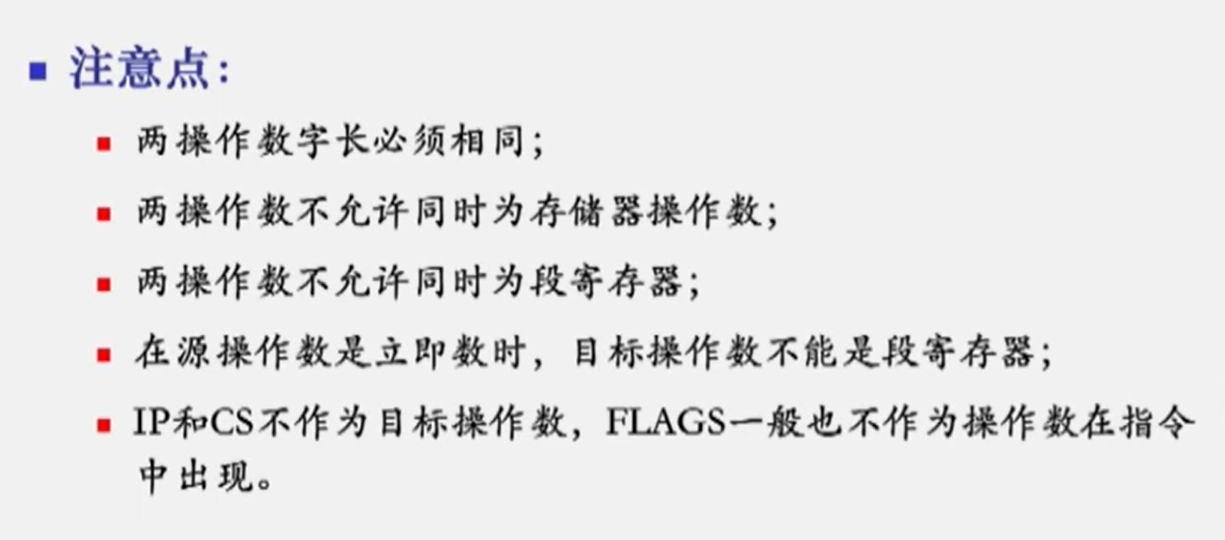 注意点：
两操作数字长必须相同；
两操作数不允许同时为存储器操作数；
两操作数不允许同时为段寄存器；
在源操作数是立即数时，目标操作数不能是段寄存器；
IP和CS不作为目标操作数，FLAGS一般也不作为操作数在指令
中出现。